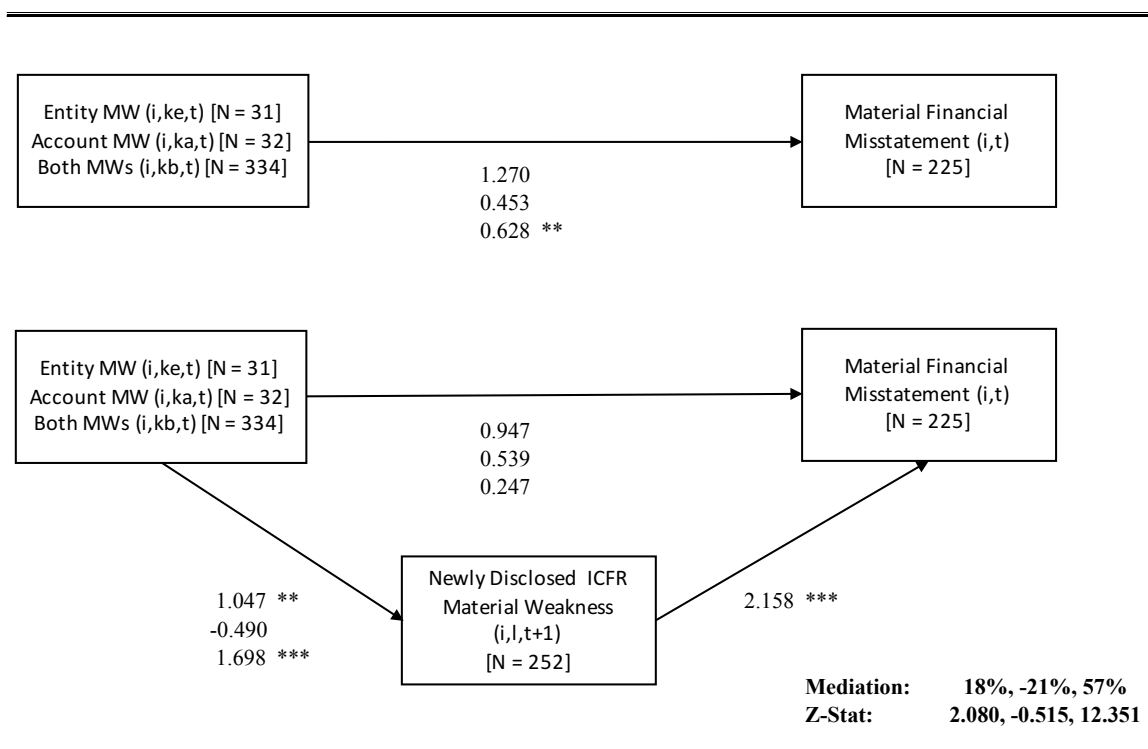 Entity MW (i,ke,t) [N = 31]
Account MW (i,ka,t) [N = 32]
Both MWs (i,kb,t) [N = 334]
Material Financial
Misstatement (i,t)
[N = 225]
1.270
0.453
0.628 **
Entity MW (i,ke,t) [N = 31]
Account MW (i,ka,t) [N = 32]
Both MWs (i,kb,t) [N = 334]
Material Financial
Misstatement (i,t)
[N = 225]
0.947
0.539
0.247
Newly Disclosed ICFR
Material Weakness
(i,l,t+1)
[N = 252]
1.047 **
-0.490
1.698 ***
2.158 ***
Mediation: 18%, -21%, 57%
Z-Stat: 2.080, -0.515, 12.351